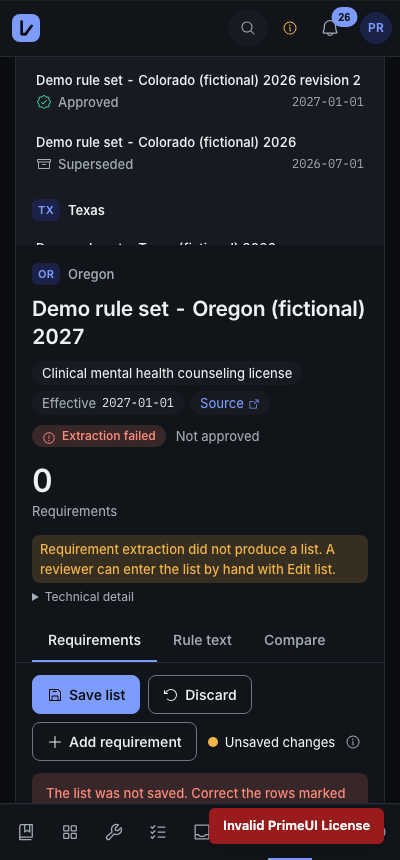 26
PR
Demo rule set - Colorado (fictional) 2026 revision 2
Approved 2027-01-01
Demo rule set - Colorado (fictional) 2026
Superseded 2026-07-01
TX Texas
OR Oregon
Demo rule set - Oregon (fictional)
2027
Clinical mental health counseling license
Effective 2027-01-01 Source
Extraction failed Not approved
0
Requirements
Requirement extraction did not produce a list. A
reviewer can enter the list by hand with Edit list.
Technical detail
Requirements Rule text Compare
Save list Discard
Add requirement Unsaved changes
The list was not saved. Correct the rows marked
Invalid PrimeUI License